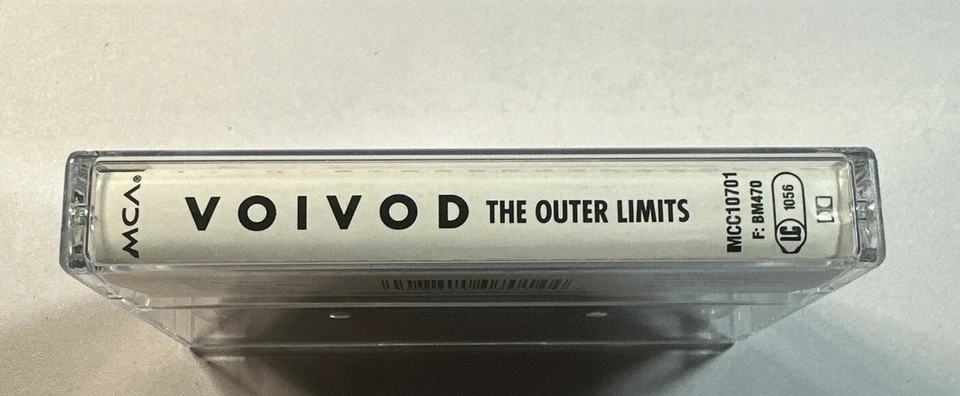 MCA®
VOIVOD THE OUTER LIMITS
MCC10701
F: BM470
LC 1056